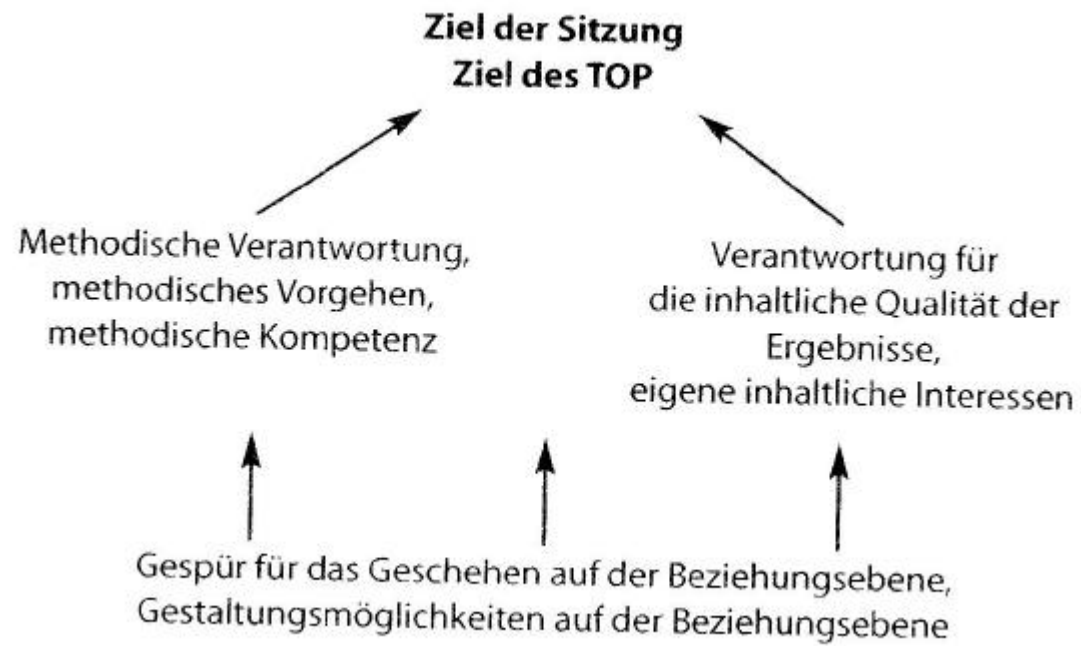 Ziel der Sitzung
Ziel des TOP
Methodische Verantwortung,
methodisches Vorgehen,
methodische Kompetenz
Verantwortung für
die inhaltliche Qualität der
Ergebnisse,
eigene inhaltliche Interessen
Gespür für das Geschehen auf der Beziehungsebene,
Gestaltungsmöglichkeiten auf der Beziehungsebene